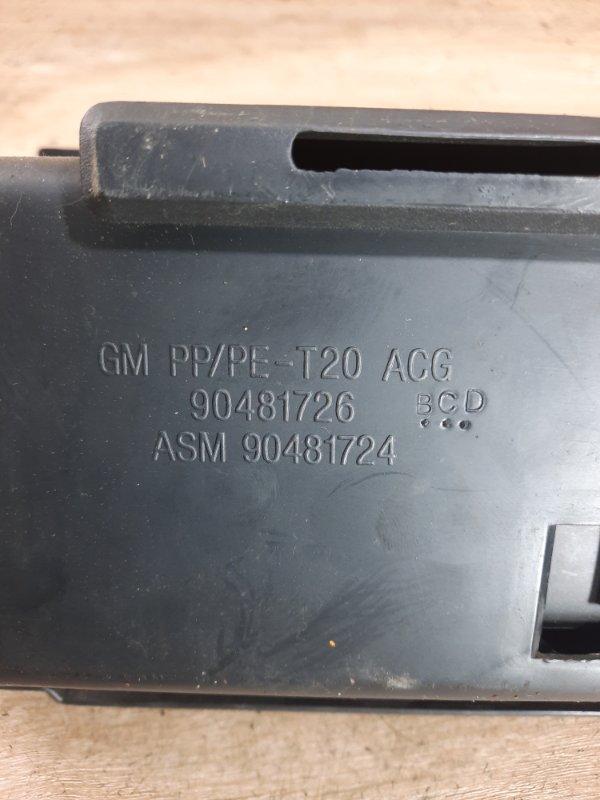 GM PP/PE-T20 ACG
90481726 BCD
ASM 90481724